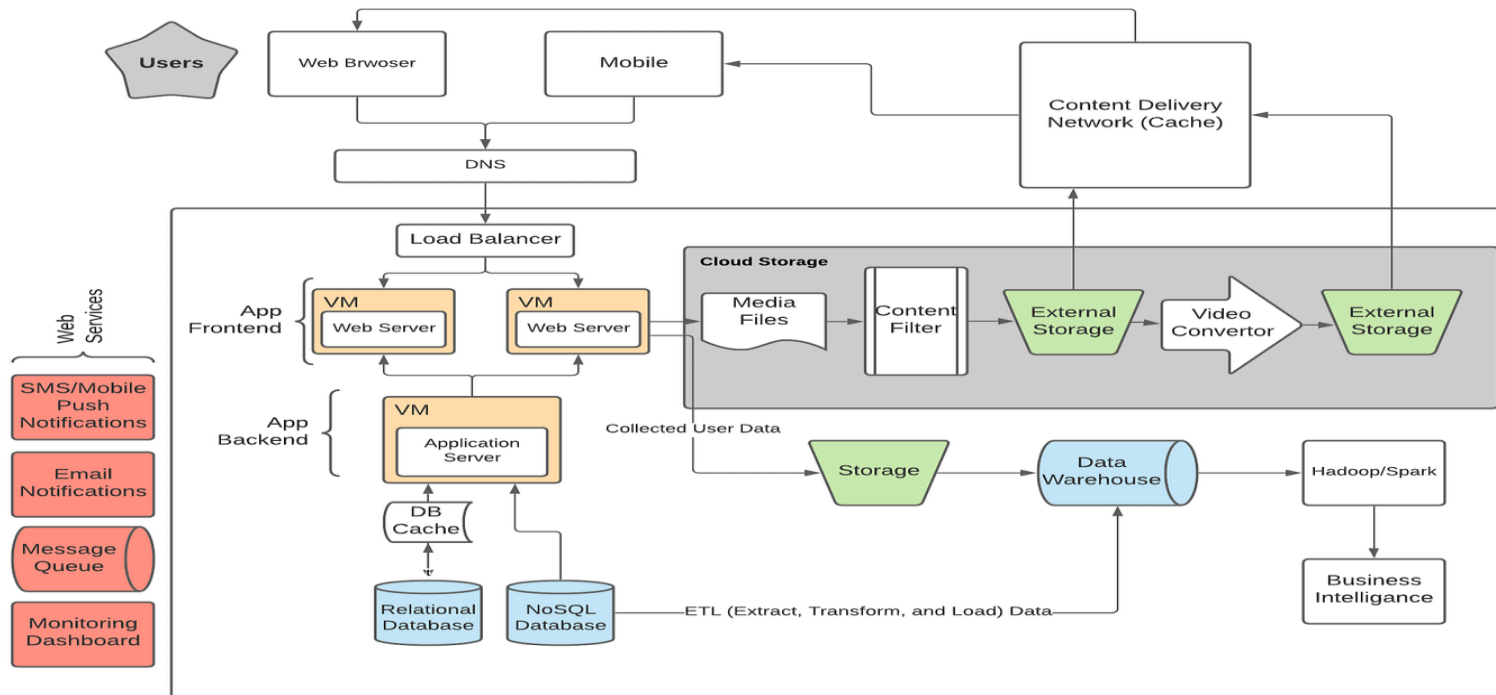 Users
Web Brwoser
Mobile
Content Delivery
Network (Cache)
DNS
Load Balancer
Cloud Storage
App
Frontend
VM
Web Server
VM
Web Server
Media
Files
Content
Filter
External
Storage
Video
Convertor
External
Storage
Web
Services
SMS/Mobile
Push
Notifications
Email
Notifications
Message
Queue
Monitoring
Dashboard
App
Backend
VM
Application
Server
Collected User Data
Storage
Data
Warehouse
Hadoop/Spark
DB
Cache
Relational
Database
NoSQL
Database
ETL (Extract, Transform, and Load) Data
Business
Intelligance